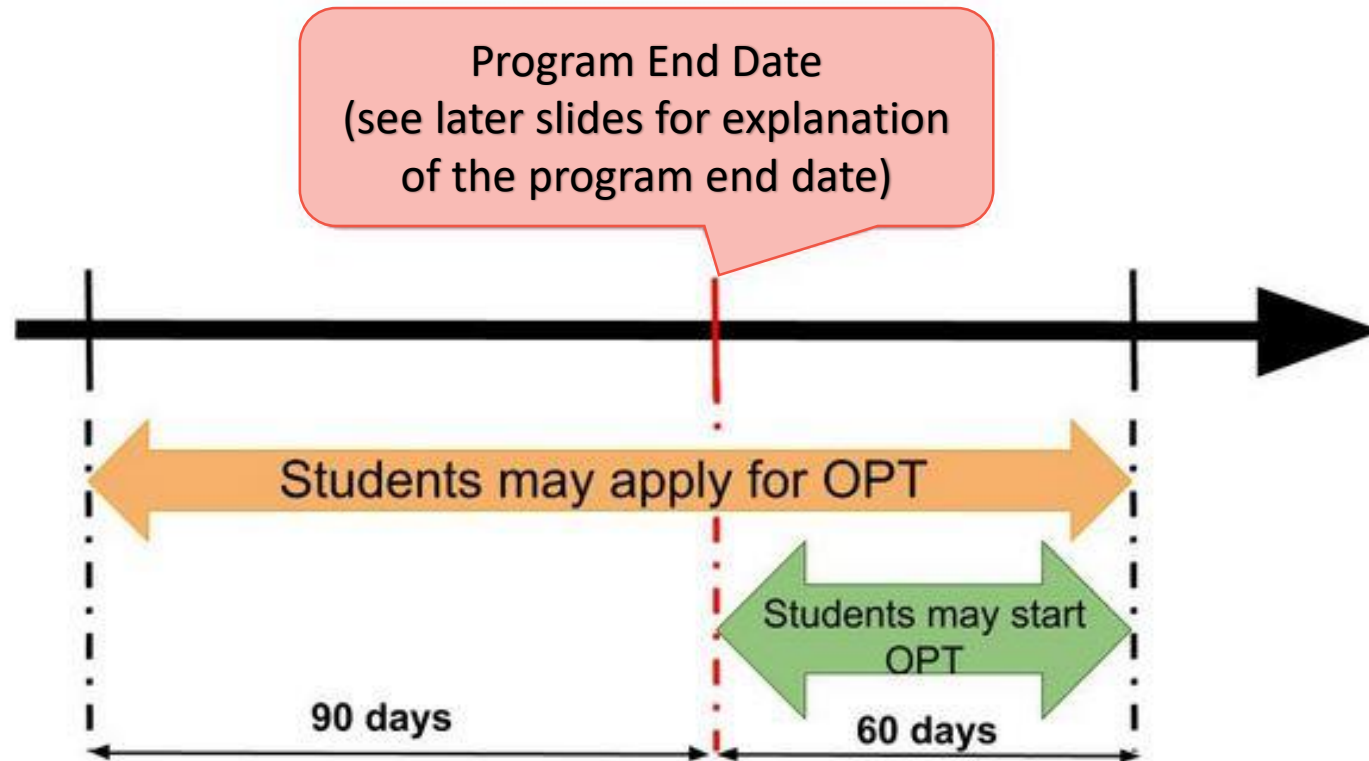 Program End Date
(see later slides for explanation
of the program end date)
Students may apply for OPT
Students may start
OPT
90 days
60 days